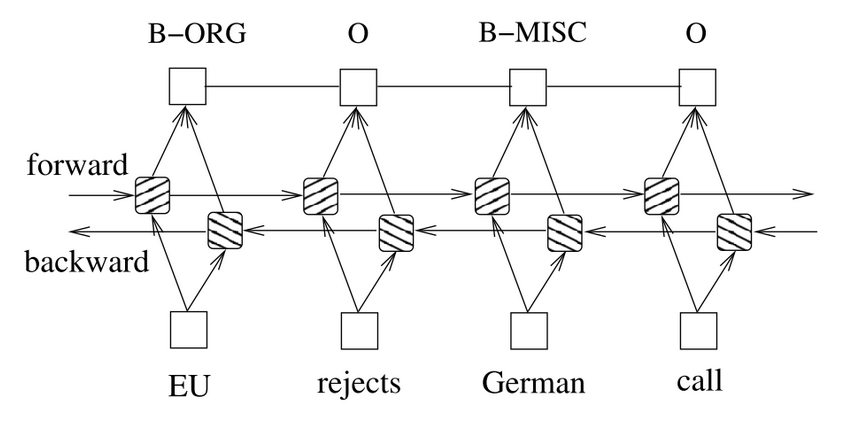 B–ORG O B–MISC O
forward
backward
EU rejects German call